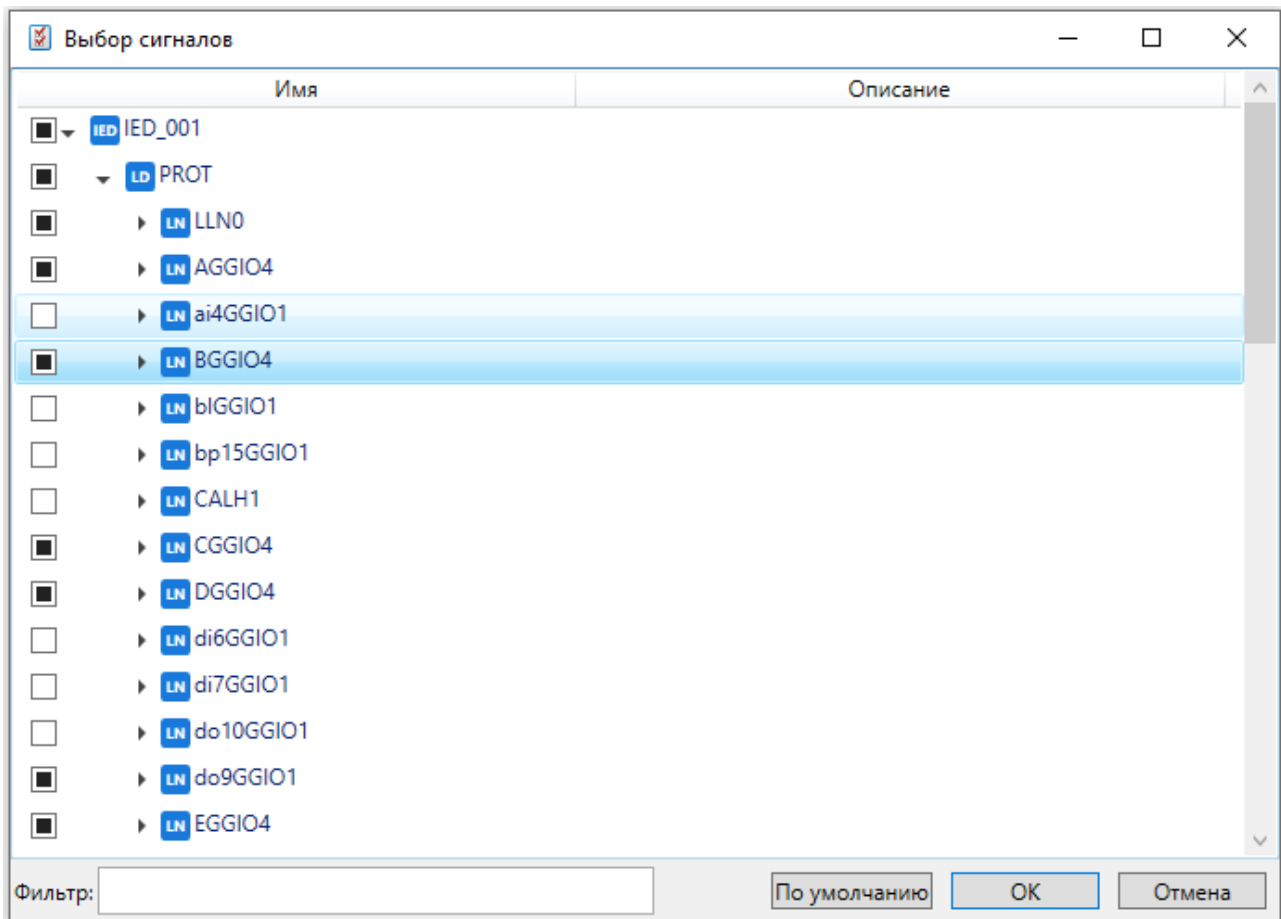 Выбор сигналов
Имя Описание
IED IED_001
LD PROT
LN LLN0
LN AGGIO4
LN ai4GGIO1
LN BGGIO4
LN blGGIO1
LN bp15GGIO1
LN CALH1
LN CGGIO4
LN DGGIO4
LN di6GGIO1
LN di7GGIO1
LN do10GGIO1
LN do9GGIO1
LN EGGIO4
Фильтр: По умолчанию OK Отмена